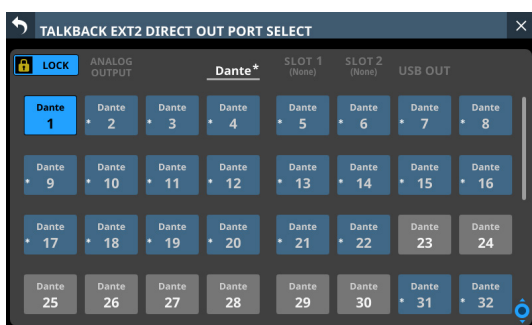 TALKBACK EXT2 DIRECT OUT PORT SELECT
LOCK
ANALOG
OUTPUT
Dante*
SLOT 1
(None)
SLOT 2
(None)
USB OUT
Dante
1
Dante
* 2
Dante
* 3
Dante
* 4
Dante
* 5
Dante
* 6
Dante
* 7
Dante
* 8
Dante
* 9
Dante
* 10
Dante
* 11
Dante
* 12
Dante
* 13
Dante
* 14
Dante
* 15
Dante
* 16
Dante
* 17
Dante
* 18
Dante
* 19
Dante
* 20
Dante
* 21
Dante
* 22
Dante
23
Dante
24
Dante
25
Dante
26
Dante
27
Dante
28
Dante
29
Dante
30
Dante
* 31
Dante
* 32